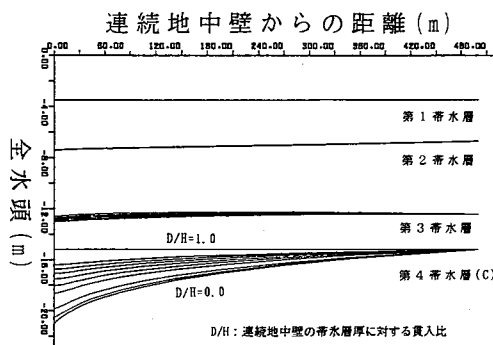 連続地中壁からの距離(m)
0.00 60.00 120.00 180.00 240.00 300.00 360.00 420.00 480.00
0.00
-4.00
-8.00
-12.00
-16.00
-20.00
全水頭(m)
第1帯水層
第2帯水層
第3帯水層
D/H=1.0
第4帯水層(C)
D/H=0.0
D/H:連続地中壁の帯水層厚に対する貫入比